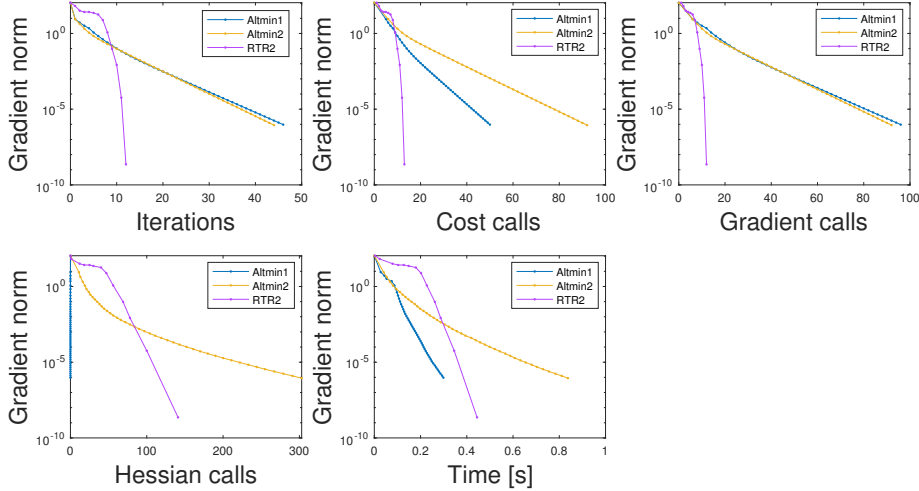 Gradient norm
10^0
10^-5
10^-10
0 10 20 30 40 50
Iterations
Altmin1
Altmin2
RTR2
Gradient norm
10^0
10^-5
10^-10
0 20 40 60 80 100
Cost calls
Altmin1
Altmin2
RTR2
Gradient norm
10^0
10^-5
10^-10
0 20 40 60 80 100
Gradient calls
Altmin1
Altmin2
RTR2
Gradient norm
10^0
10^-5
10^-10
0 100 200 300
Hessian calls
Altmin1
Altmin2
RTR2
Gradient norm
10^0
10^-5
10^-10
0 0.2 0.4 0.6 0.8 1
Time [s]
Altmin1
Altmin2
RTR2